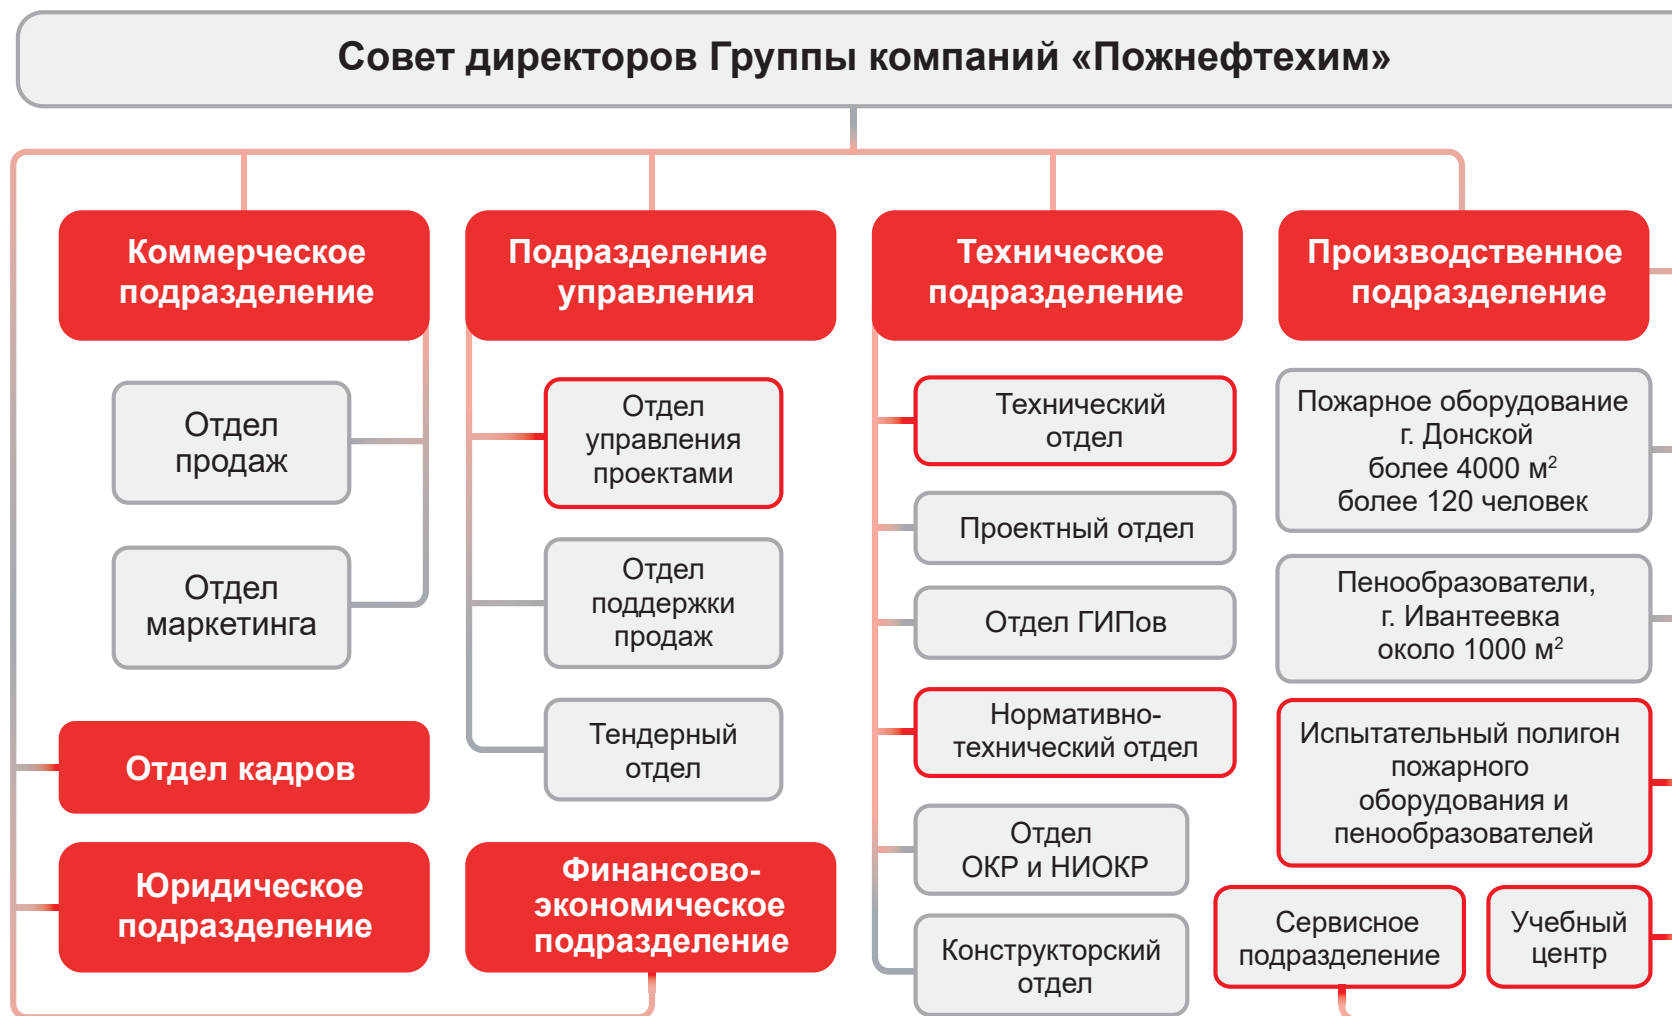 Совет директоров Группы компаний «Пожнефтехим»
Коммерческое
подразделение
Отдел
продаж
Отдел
маркетинга
Отдел кадров
Юридическое
подразделение
Подразделение
управления
Отдел
управления
проектами
Отдел
поддержки
продаж
Тендерный
отдел
Финансово-
экономическое
подразделение
Техническое
подразделение
Технический
отдел
Проектный отдел
Отдел ГИПов
Нормативно-
технический отдел
Отдел
ОКР и НИОКР
Конструкторский
отдел
Производственное
подразделение
Пожарное оборудование
г. Донской
более 4000 м²
более 120 человек
Пенообразователи,
г. Ивантеевка
около 1000 м²
Испытательный полигон
пожарного
оборудования и
пенообразователей
Сервисное
подразделение
Учебный
центр